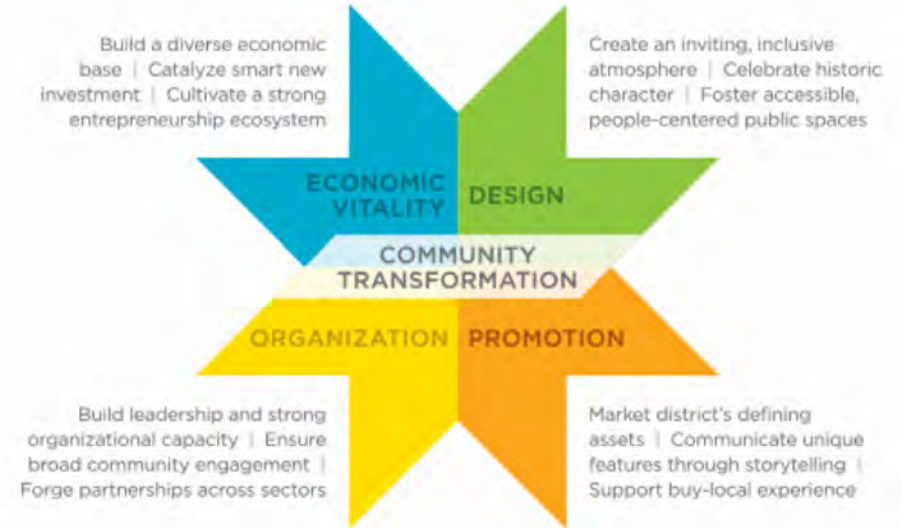 Build a diverse economic
base | Catalyze smart new
investment | Cultivate a strong
entrepreneurship ecosystem
Create an inviting, inclusive
atmosphere | Celebrate historic
character | Foster accessible,
people-centered public spaces
ECONOMIC
VITALITY
DESIGN
COMMUNITY
TRANSFORMATION
ORGANIZATION
PROMOTION
Build leadership and strong
organizational capacity | Ensure
broad community engagement |
Forge partnerships across sectors
Market district's defining
assets | Communicate unique
features through storytelling |
Support buy-local experience